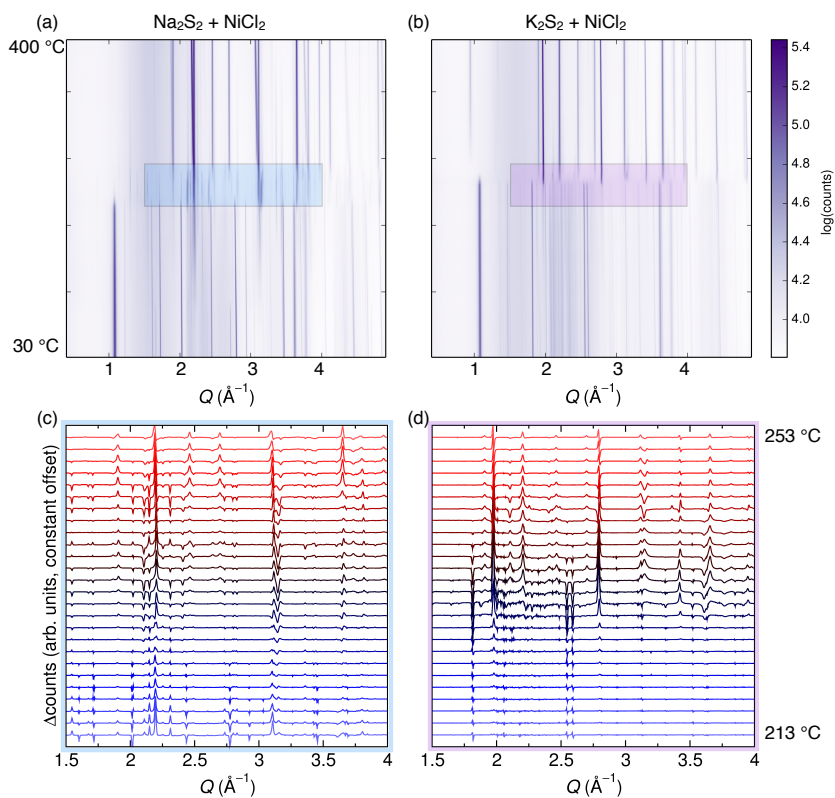 (a) Na₂S₂ + NiCl₂
(b) K₂S₂ + NiCl₂
400 °C
30 °C
1 2 3 4
Q (Å⁻¹)
1 2 3 4
Q (Å⁻¹)
5.4
5.2
5.0
4.8
4.6
4.4
4.2
4.0
log(counts)
(c)
(d)
Δcounts (arb. units, constant offset)
253 °C
213 °C
1.5 2 2.5 3 3.5 4
Q (Å⁻¹)
1.5 2 2.5 3 3.5 4
Q (Å⁻¹)